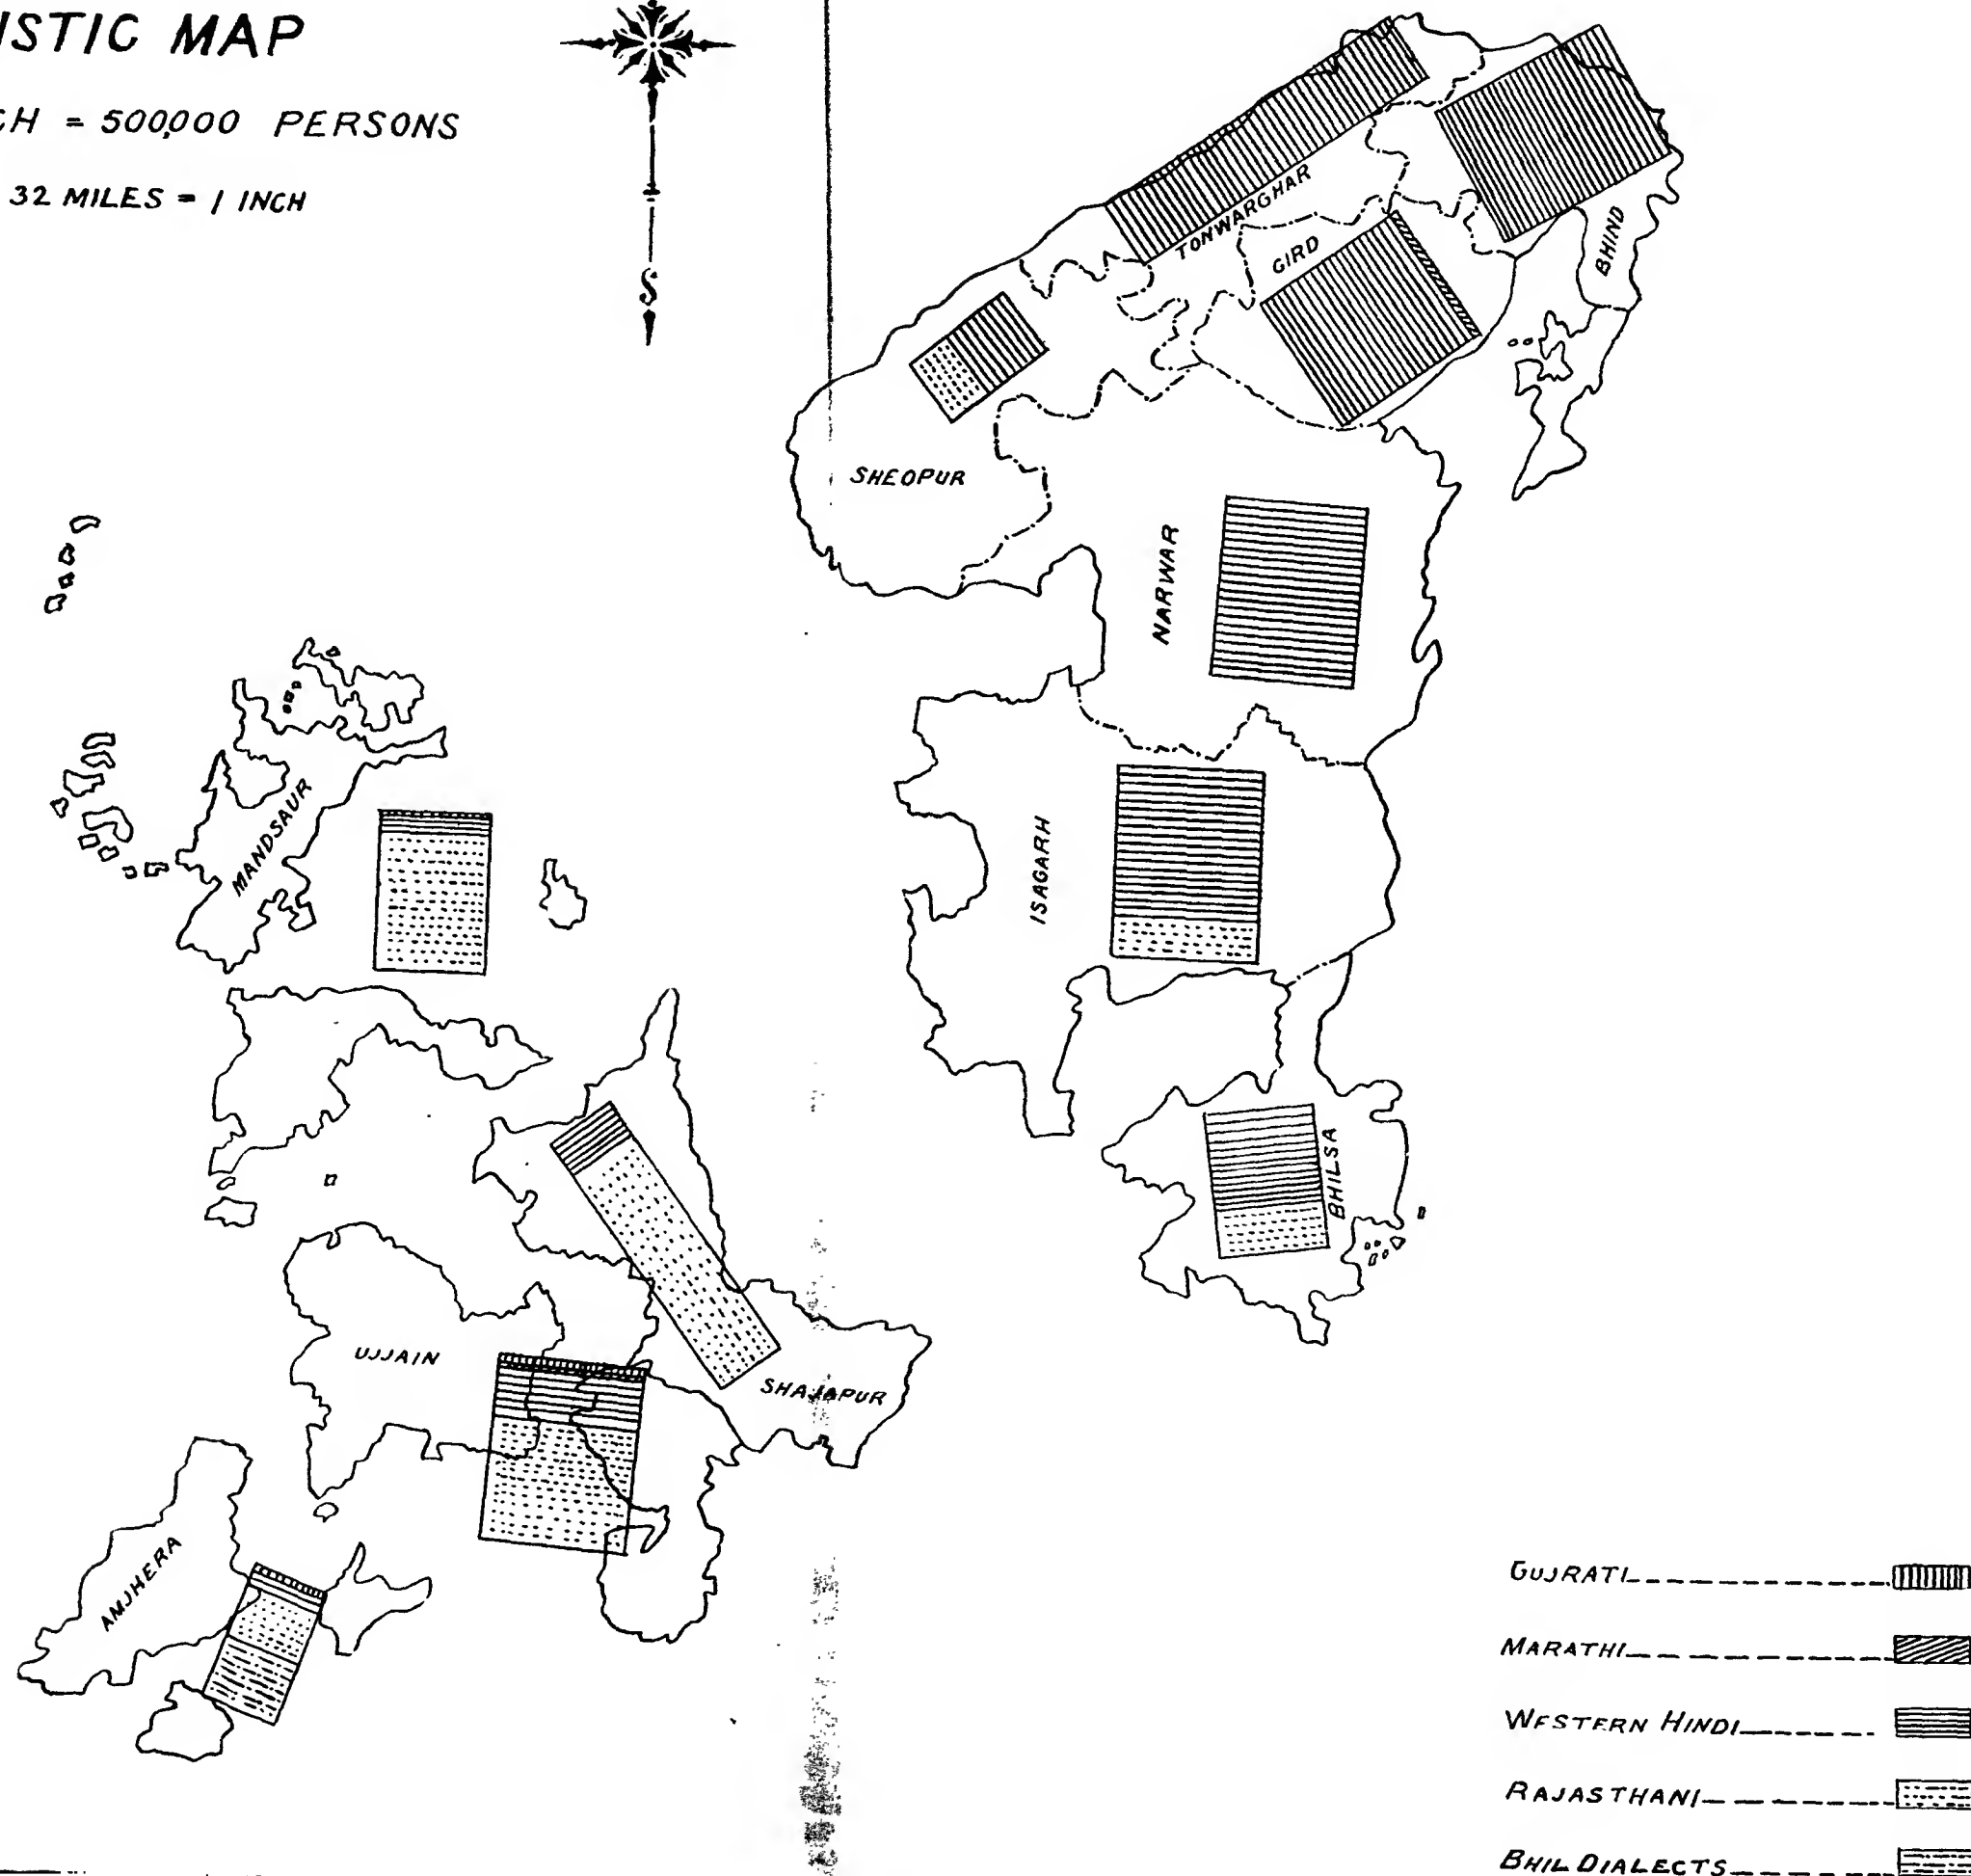 ISTIC MAP
CH = 500,000 PERSONS
32 MILES = 1 INCH
S
TONWARGHAR
GIRD
BHIND
SHEOPUR
NARWAR
ISAGARH
MANDSAUR
BHILSA
UJJAIN
SHAJAPUR
AMJHERA
GUJRATI
MARATHI
WESTERN HINDI
RAJASTHANI
BHIL DIALECTS